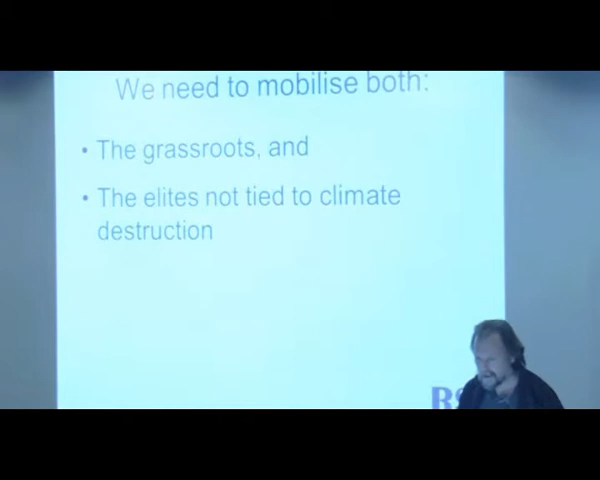 We need to mobilise both:
• The grassroots, and
• The elites not tied to climate
destruction